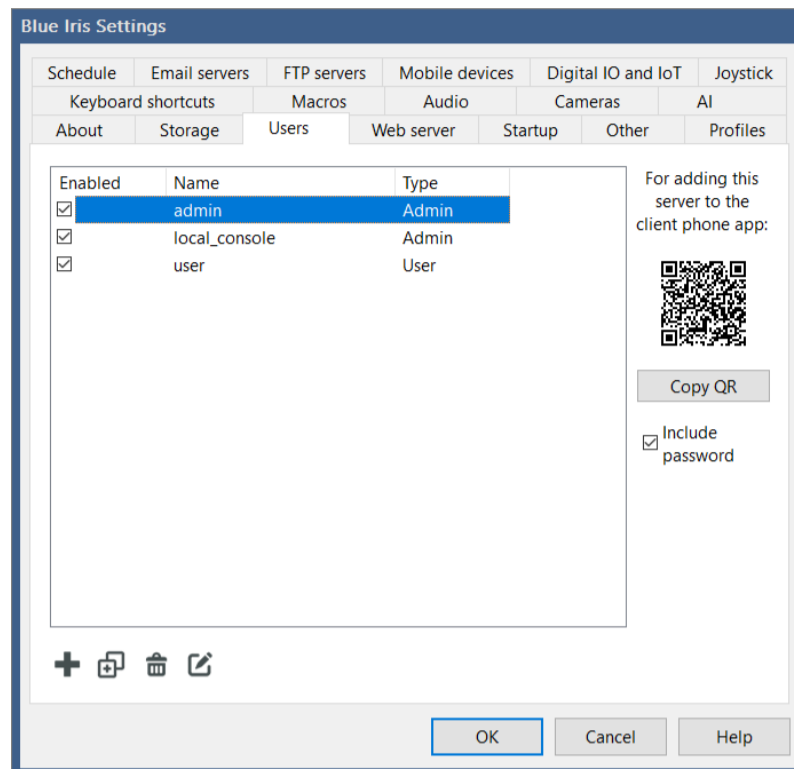 Blue Iris Settings
Schedule Email servers FTP servers Mobile devices Digital IO and IoT Joystick
Keyboard shortcuts Macros Audio Cameras AI
About Storage Users Web server Startup Other Profiles
Enabled Name Type
admin Admin
local_console Admin
user User
For adding this
server to the
client phone app:
Copy QR
Include
password
OK Cancel Help